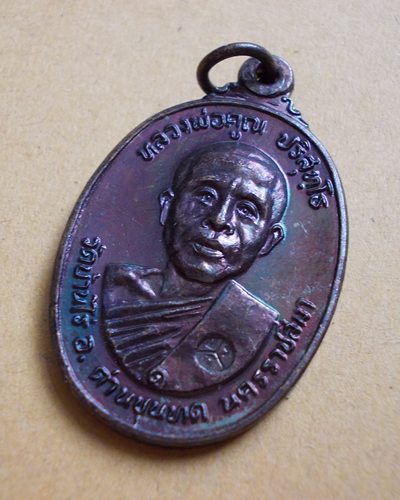 หลวงพ่อคูณ ปริสุทฺโธ
วัดบ้านไร่ อ. ด่านขุนทด นครราชสีมา